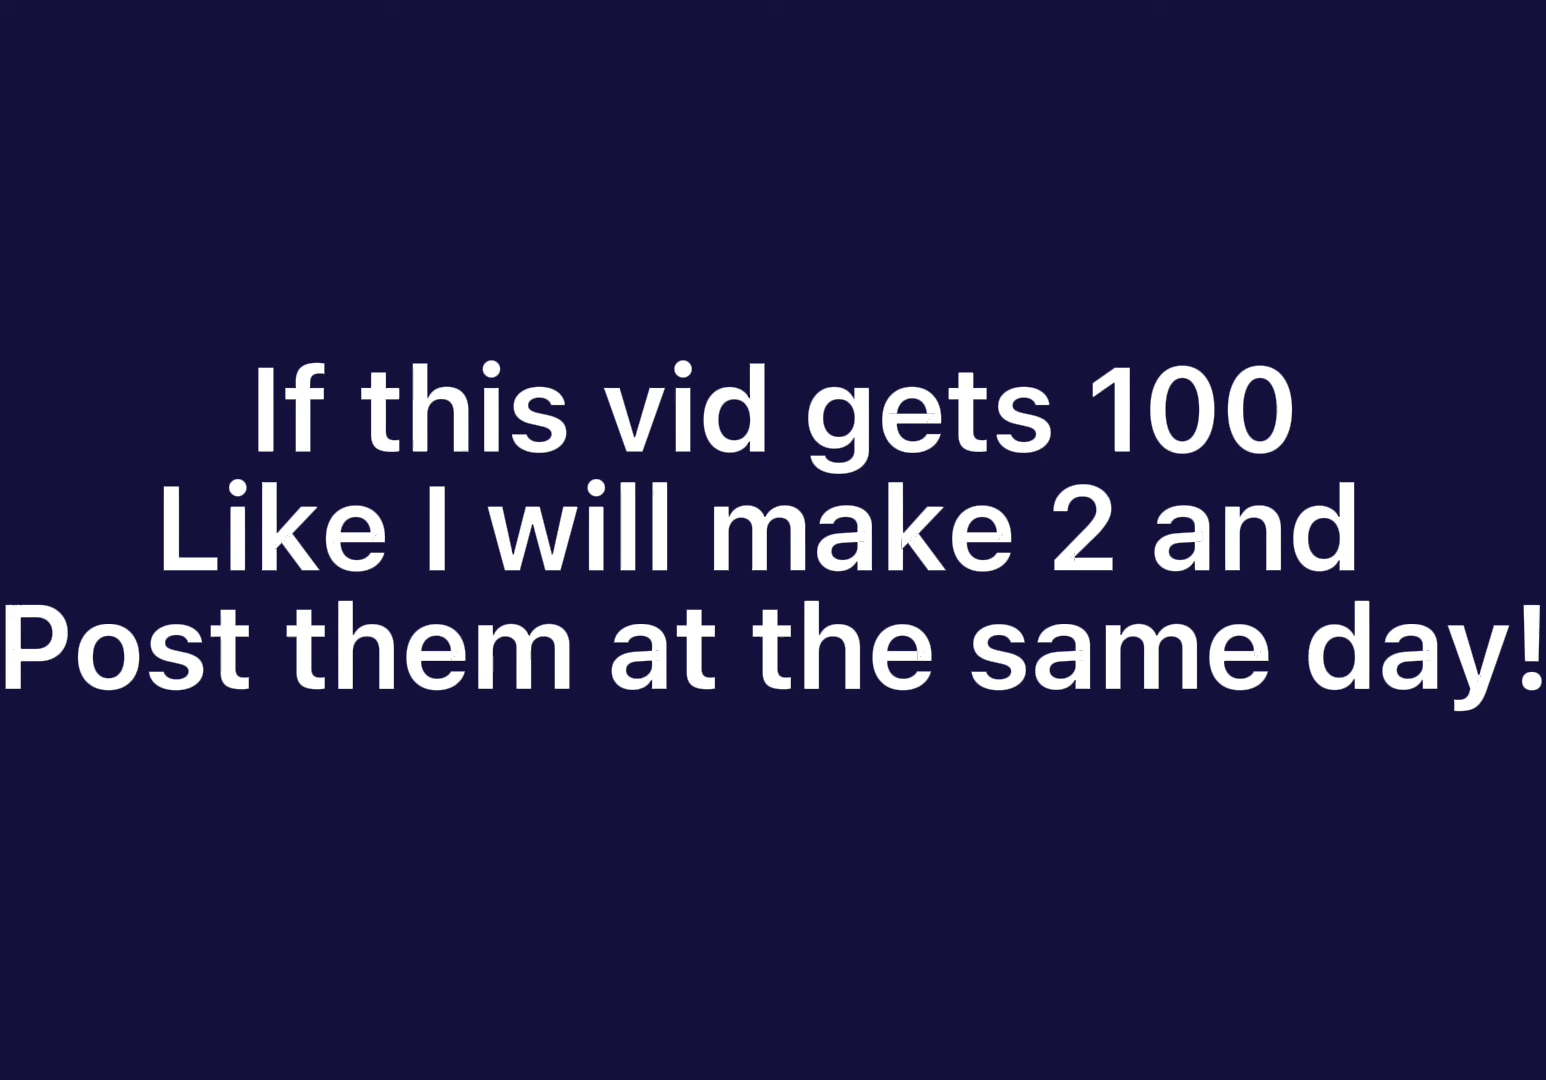 If this vid gets 100
Like I will make 2 and
Post them at the same day!